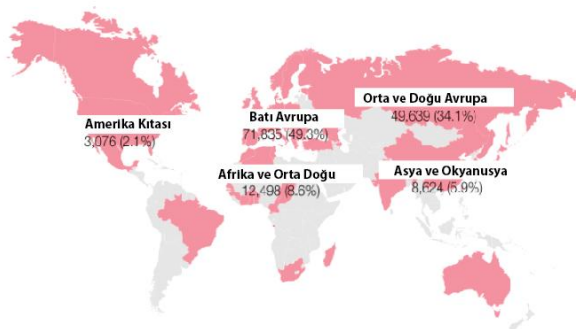 Amerika Kıtası
3,076 (2.1%)
Batı Avrupa
71,835 (49.3%)
Orta ve Doğu Avrupa
49,639 (34.1%)
Afrika ve Orta Doğu
12,498 (8.6%)
Asya ve Okyanusya
8,624 (5.9%)